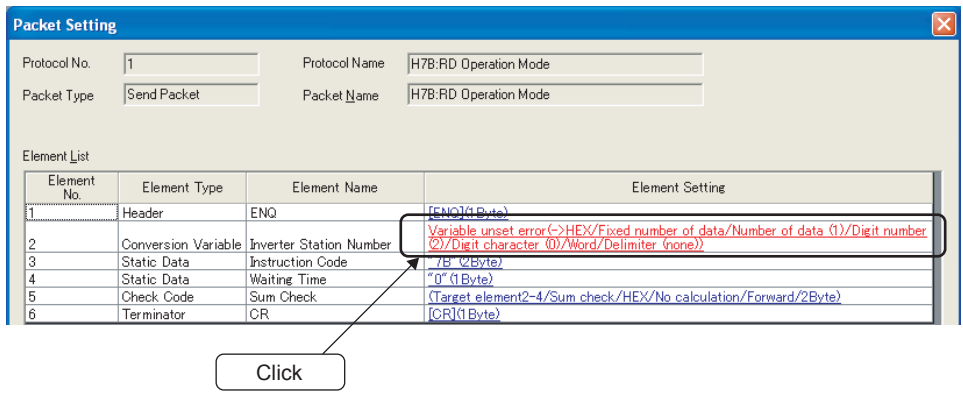 Packet Setting
Protocol No. 1 Protocol Name H7B:RD Operation Mode
Packet Type Send Packet Packet Name H7B:RD Operation Mode
Element List
Element No. Element Type Element Name Element Setting
1 Header ENQ [ENQ](1Byte)
2 Conversion Variable Inverter Station Number Variable unset error(->HEX/Fixed number of data/Number of data (1)/Digit number
(2)/Digit character (0)/Word/Delimiter (none))
3 Static Data Instruction Code "7B"(2Byte)
4 Static Data Waiting Time "0"(1Byte)
5 Check Code Sum Check (Target element2-4/Sum check/HEX/No calculation/Forward/2Byte)
6 Terminator CR [CR](1Byte)
Click